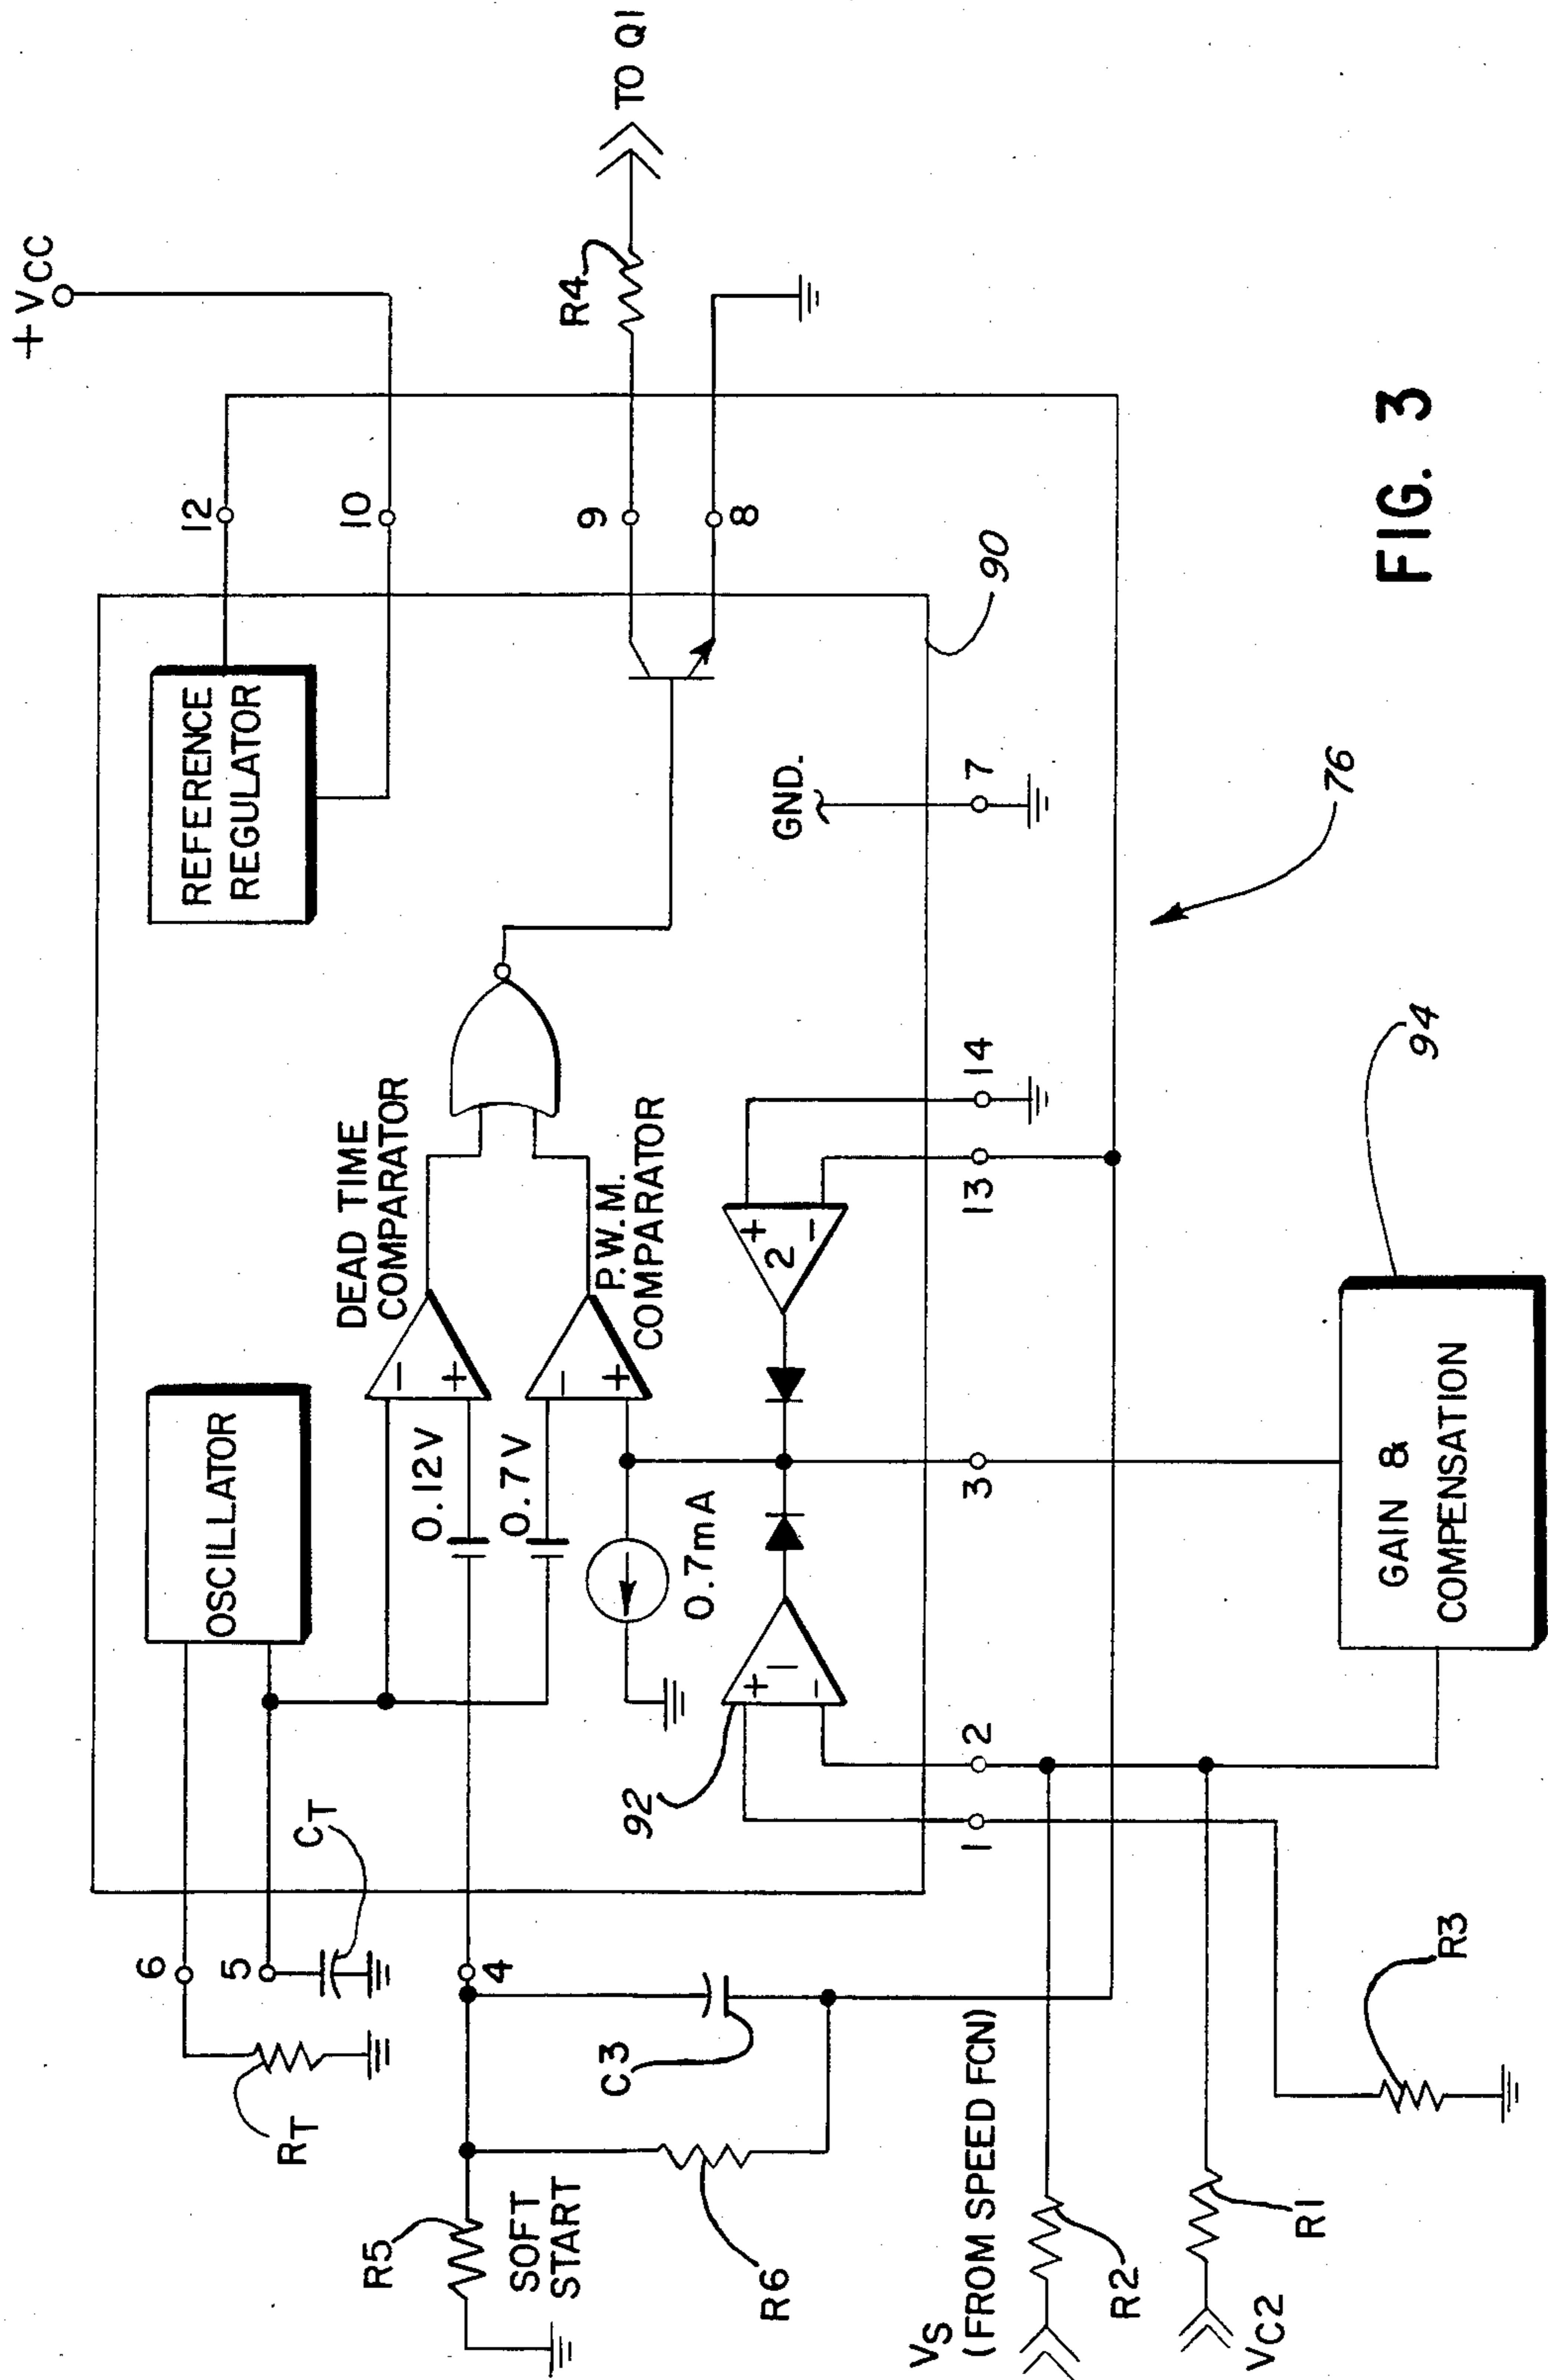 + VCC
REFERENCE
REGULATOR
12
10
OSCILLATOR
6
5
CT
RT
DEAD TIME
COMPARATOR
0.12V
0.7V
P.W.M.
COMPARATOR
0.7mA
R4
TO Q1
9
8
R5
SOFT
START
4
C3
R6
92
+
-
1
2
90
GND.
7
1
2
3
13
14
76
VS
(FROM SPEED FCN)
R2
VC2
R1
R3
GAIN &
COMPENSATION
94
FIG. 3